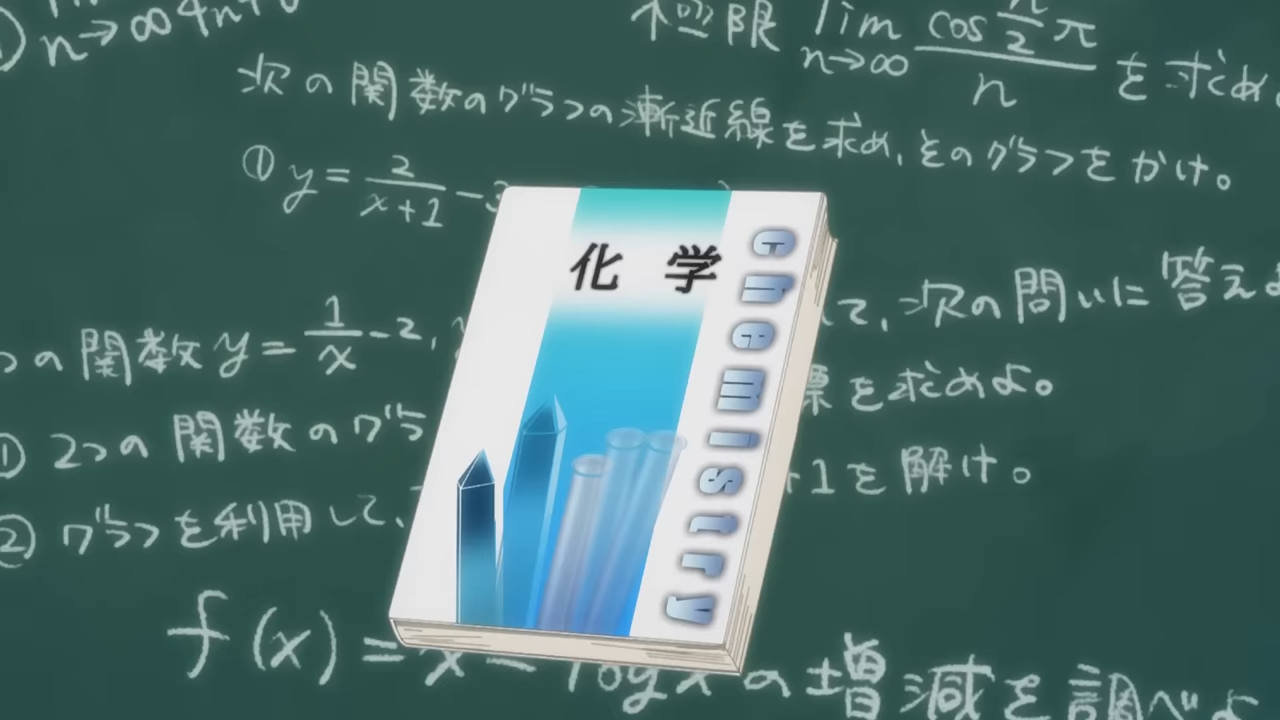 極限 lim n→∞ cos n/2 π / n を求め
n→∞ 4n+
次の関数のグラフの漸近線を求め、そのグラフをかけ。
① y = 2/(x+1) - 3
つの関数 y = 1/x - 2,
て、次の問いに答えよ
① 2つの関数のグラ
を求めよ。
② グラフを利用して、
+1を解け。
f(x) = x - log x の増減を調べよ
化 学
chemistry